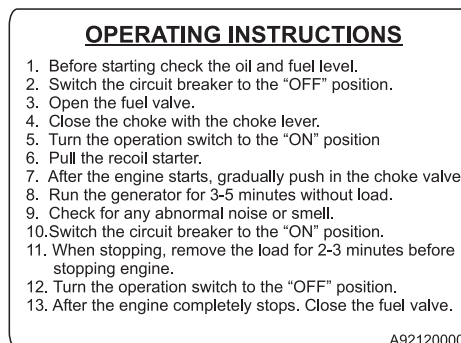 OPERATING INSTRUCTIONS
1. Before starting check the oil and fuel level.
2. Switch the circuit breaker to the “OFF” position.
3. Open the fuel valve.
4. Close the choke with the choke lever.
5. Turn the operation switch to the “ON” position
6. Pull the recoil starter.
7. After the engine starts, gradually push in the choke valve
8. Run the generator for 3-5 minutes without load.
9. Check for any abnormal noise or smell.
10.Switch the circuit breaker to the “ON” position.
11. When stopping, remove the load for 2-3 minutes before
stopping engine.
12. Turn the operation switch to the “OFF” position.
13. After the engine completely stops. Close the fuel valve.
A92120000